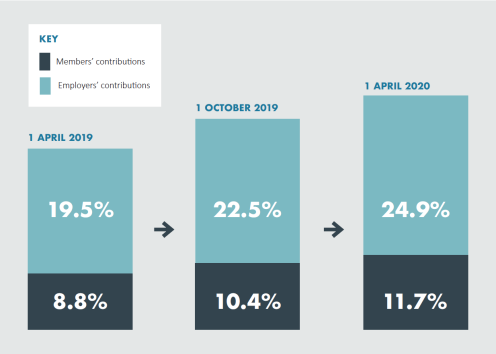 KEY
Members' contributions
Employers' contributions
1 APRIL 2019
19.5%
8.8%
1 OCTOBER 2019
22.5%
10.4%
1 APRIL 2020
24.9%
11.7%